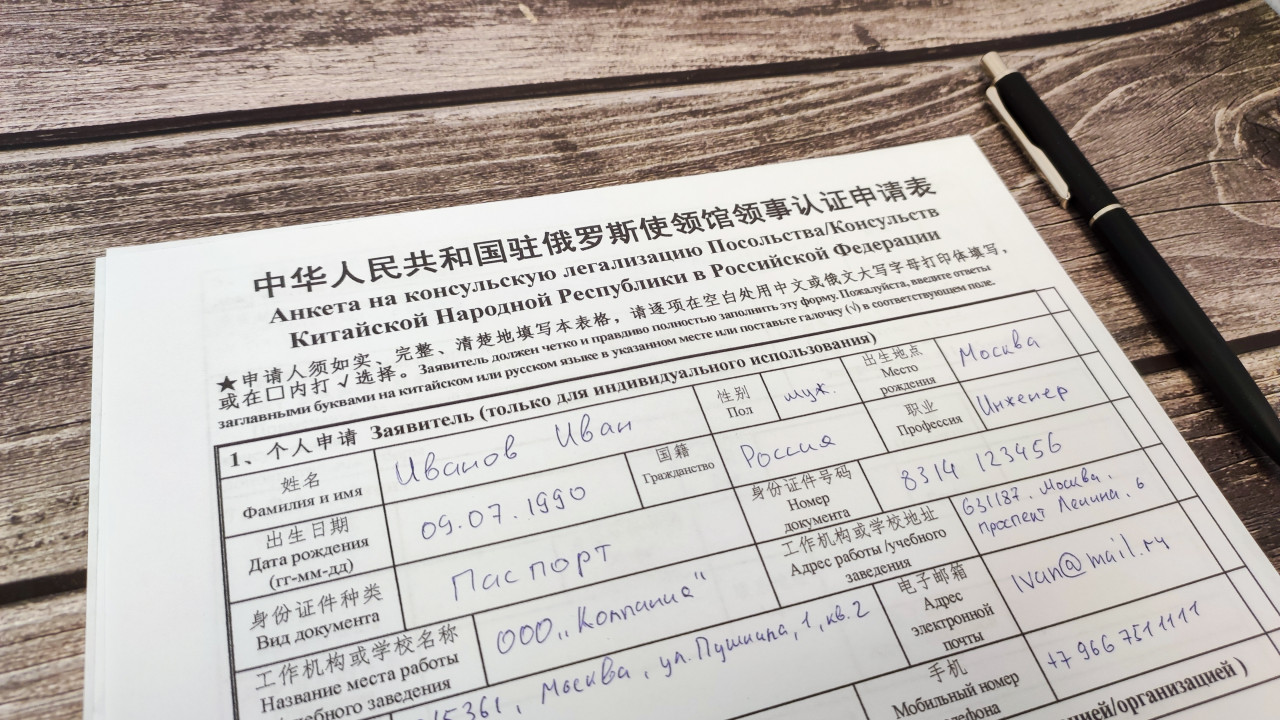 中华人民共和国驻俄罗斯使领馆领事认证申请表
Анкета на консульскую легализацию Посольства/Консульств
Китайской Народной Республики в Российской Федерации
★申请人须如实、完整、清楚地填写本表格，请逐项在空白处用中文或俄文大写字母打印体填写，
或在□内打√选择。Заявитель должен четко и правдиво полностью заполнить эту форму. Пожалуйста, введите ответы
заглавными буквами на китайском или русском языке в указанном месте или поставьте галочку (√) в соответствующем поле.
1、个人申请 Заявитель (только для индивидуального использования)
姓名
Фамилия и имя
Иванов Иван
性别
Пол
муж.
出生地点
Место
рождения
Москва
出生日期
Дата рождения
(гг-мм-дд)
09.07.1990
国籍
Гражданство
Россия
职业
Профессия
Инженер
身份证件种类
Вид документа
Паспорт
身份证件号码
Номер
документа
8314 123456
工作机构或学校名称
Название места работы
учебного заведения
ООО „Компания"
工作机构或学校地址
Адрес работы /учебного
заведения
631187, Москва,
проспект Ленина, 6
5361, Москва, ул. Пушкина, 1, кв. 2
电子邮箱
Адрес
электронной
почты
Ivan@mail.ru
手机
Мобильный номер
+7 966 751 11 11